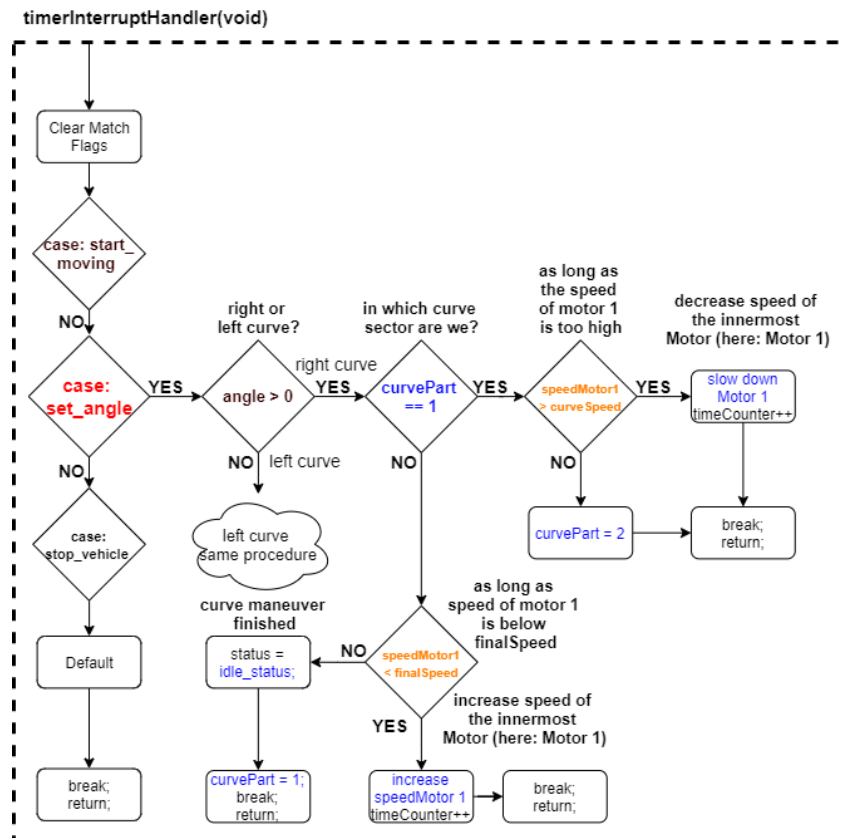 timerInterruptHandler(void)
Clear Match
Flags
case: start_
moving
NO
case:
set_angle
YES
NO
case:
stop_vehicle
Default
break;
return;
right or
left curve?
angle > 0
right curve
YES
NO
left curve
left curve
same procedure
in which curve
sector are we?
curvePart
== 1
YES
NO
as long as
the speed
of motor 1
is too high
speedMotor1
> curveSpeed
YES
NO
decrease speed of
the innermost
Motor (here: Motor 1)
slow down
Motor 1
timeCounter++
curvePart = 2
break;
return;
as long as
speed of motor 1
is below
finalSpeed
speedMotor1
< finalSpeed
NO
YES
curve maneuver
finished
status =
idle_status;
curvePart = 1;
break;
return;
increase speed of
the innermost
Motor (here: Motor 1)
increase
speedMotor 1
timeCounter++
break;
return;